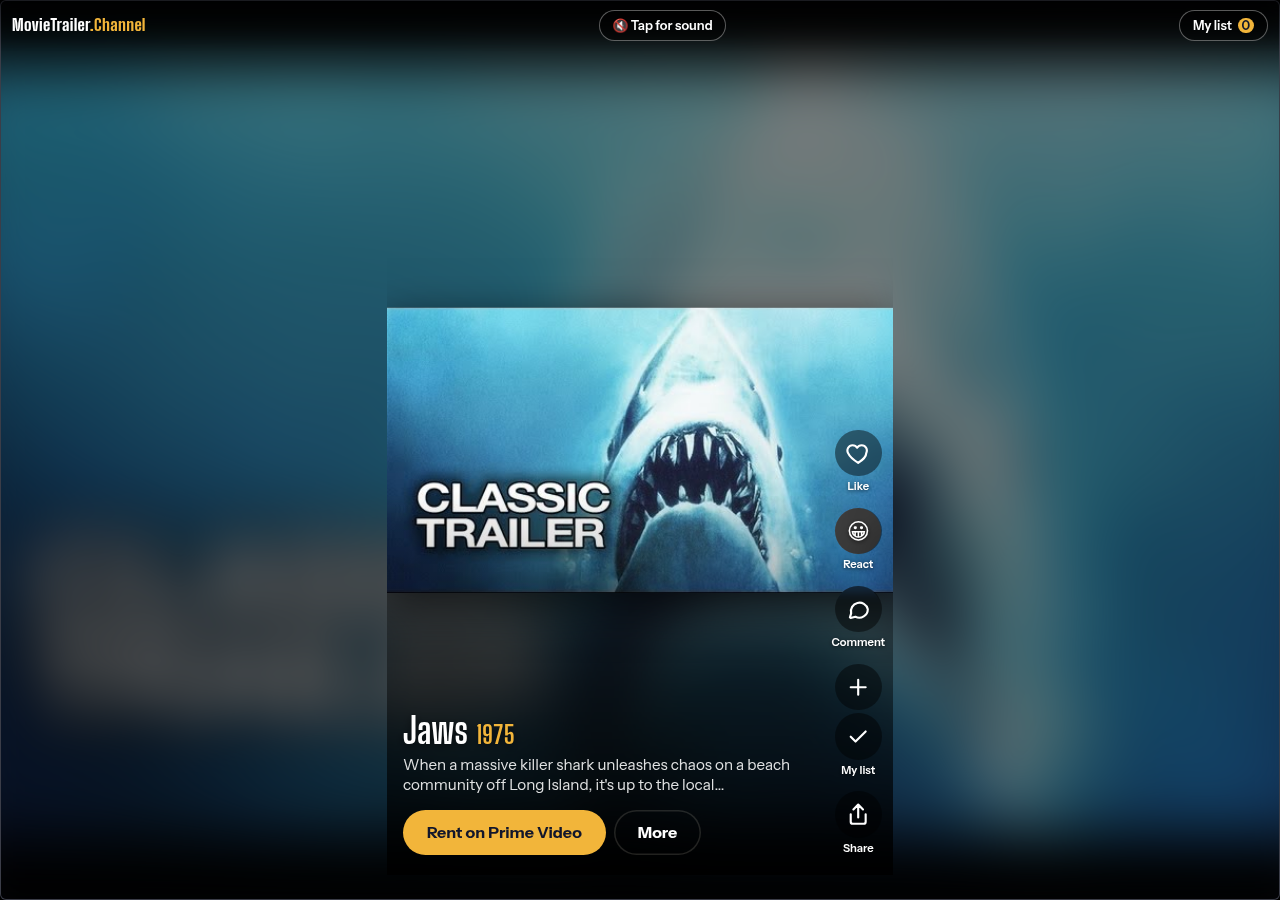 MovieTrailer.Channel
🔇 Tap for sound
My list 0
CLASSIC
TRAILER
Like
React
Comment
My list
Share
Jaws 1975
When a massive killer shark unleashes chaos on a beach
community off Long Island, it's up to the local...
Rent on Prime Video
More